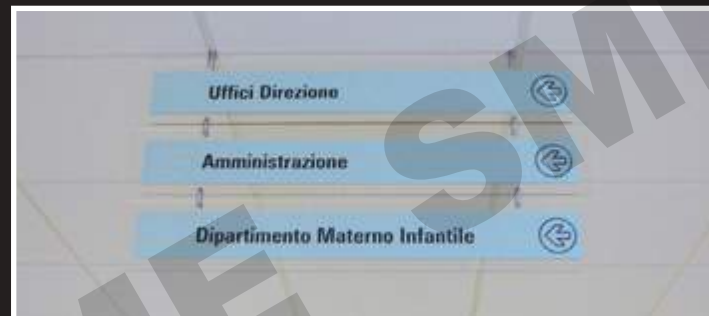 Uffici Direzione
Amministrazione
Dipartimento Materno Infantile